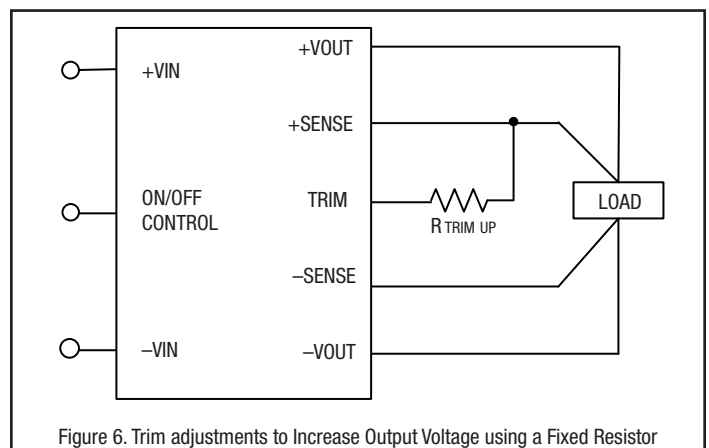 +VOUT
+VIN
+SENSE
ON/OFF
CONTROL
TRIM
R TRIM UP
LOAD
–SENSE
–VIN
–VOUT
Figure 6. Trim adjustments to Increase Output Voltage using a Fixed Resistor